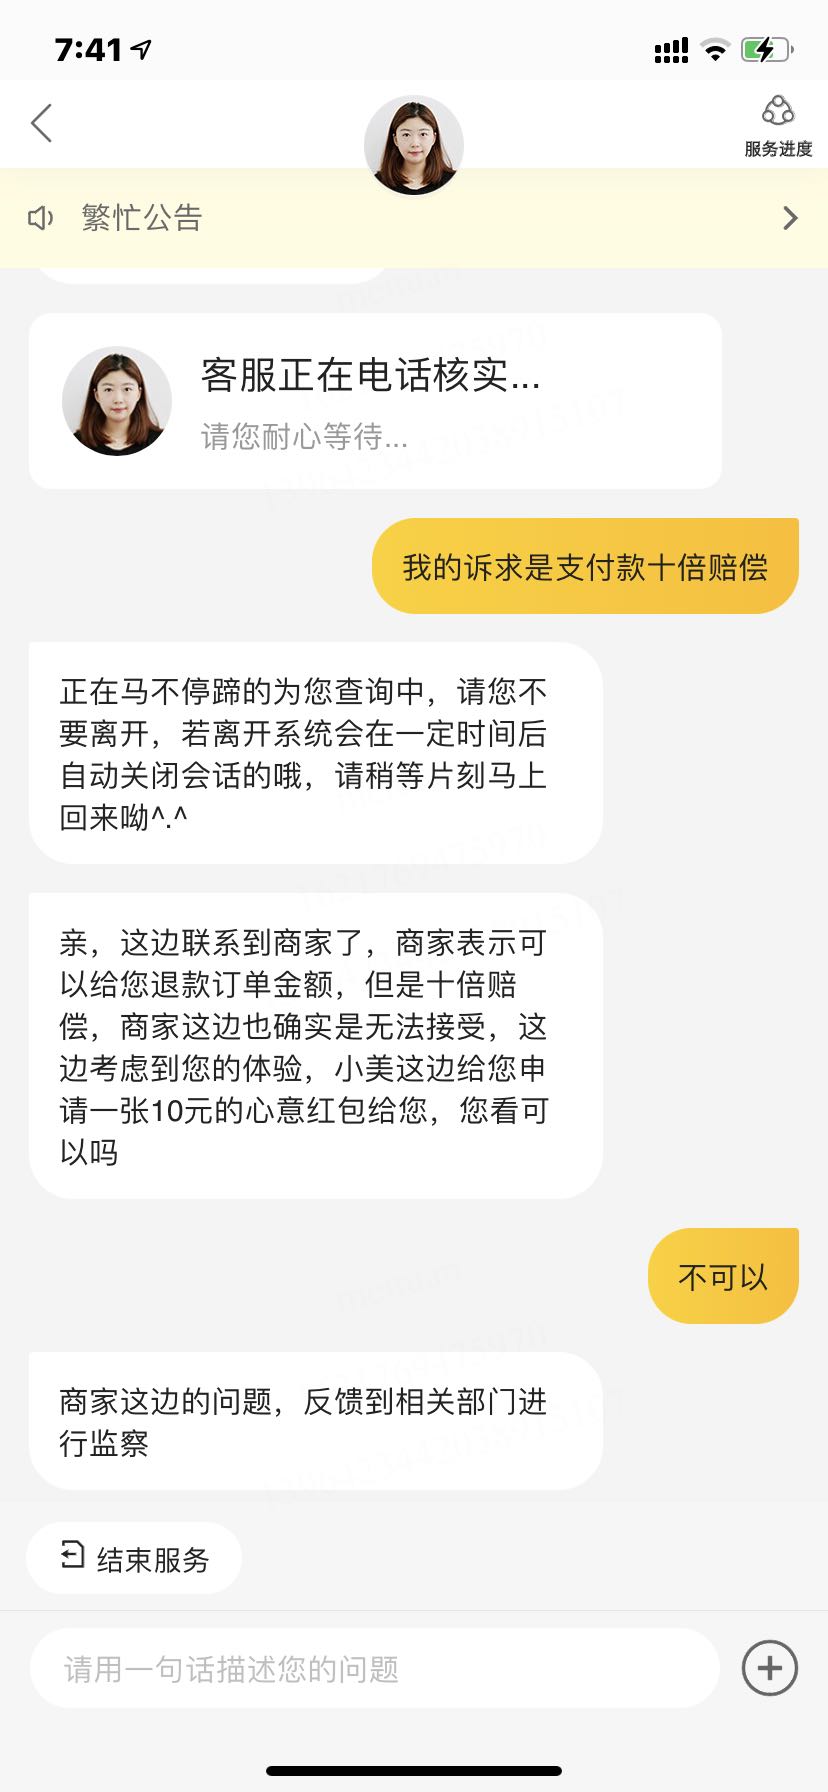 7:41
服务进度
繁忙公告
客服正在电话核实...
请您耐心等待...
我的诉求是支付款十倍赔偿
正在马不停蹄的为您查询中，请您不
要离开，若离开系统会在一定时间后
自动关闭会话的哦，请稍等片刻马上
回来呦^.^
亲，这边联系到商家了，商家表示可
以给您退款订单金额，但是十倍赔
偿，商家这边也确实是无法接受，这
边考虑到您的体验，小美这边给您申
请一张10元的心意红包给您，您看可
以吗
不可以
商家这边的问题，反馈到相关部门进
行监察
结束服务
请用一句话描述您的问题